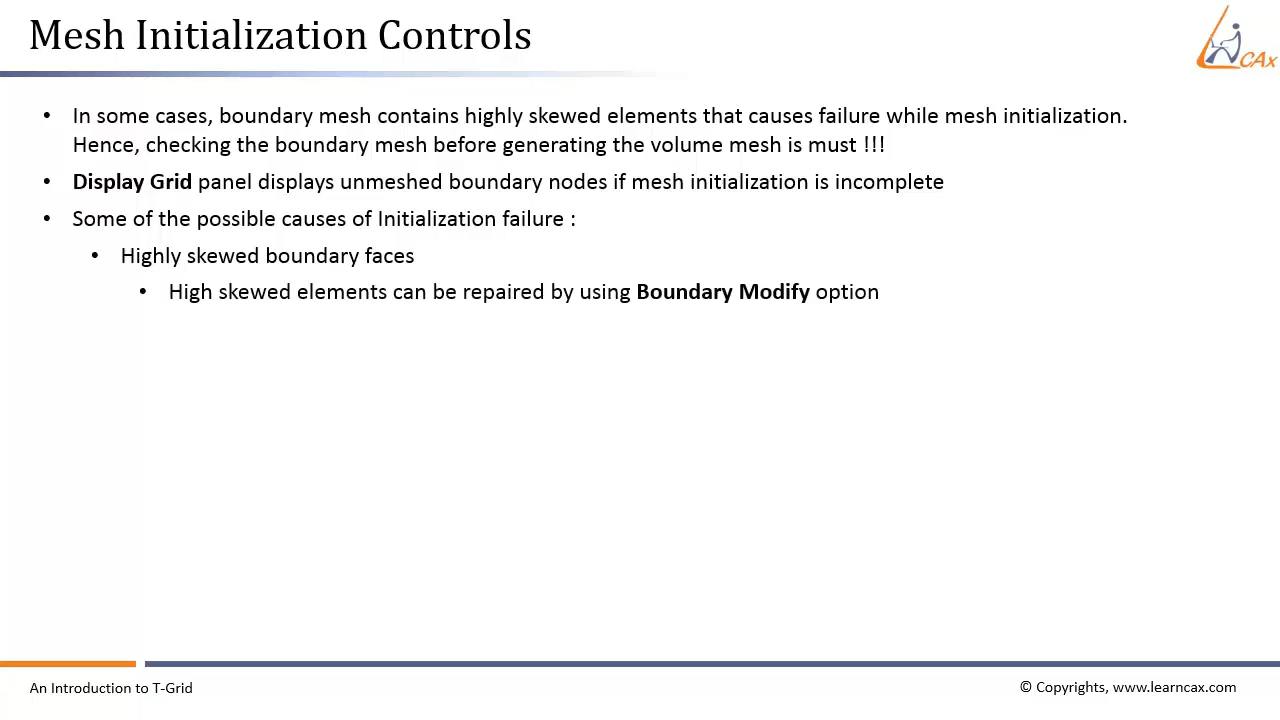 Mesh Initialization Controls
CAx
• In some cases, boundary mesh contains highly skewed elements that causes failure while mesh initialization.
Hence, checking the boundary mesh before generating the volume mesh is must !!!
• Display Grid panel displays unmeshed boundary nodes if mesh initialization is incomplete
• Some of the possible causes of Initialization failure :
• Highly skewed boundary faces
• High skewed elements can be repaired by using Boundary Modify option
An Introduction to T-Grid
© Copyrights, www.learncax.com